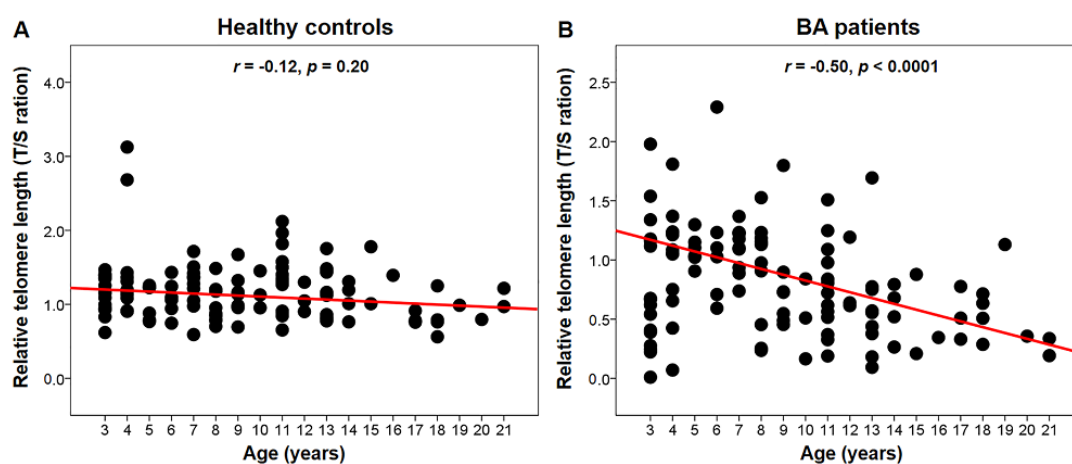 A Healthy controls
r = -0.12, p = 0.20
4.0
3.0
2.0
1.0
0.0
Relative telomere length (T/S ration)
3 4 5 6 7 8 9 10 11 12 13 14 15 16 17 18 19 20 21
Age (years)
B BA patients
r = -0.50, p < 0.0001
2.5
2.0
1.5
1.0
0.5
0.0
Relative telomere length (T/S ration)
3 4 5 6 7 8 9 10 11 12 13 14 15 16 17 18 19 20 21
Age (years)